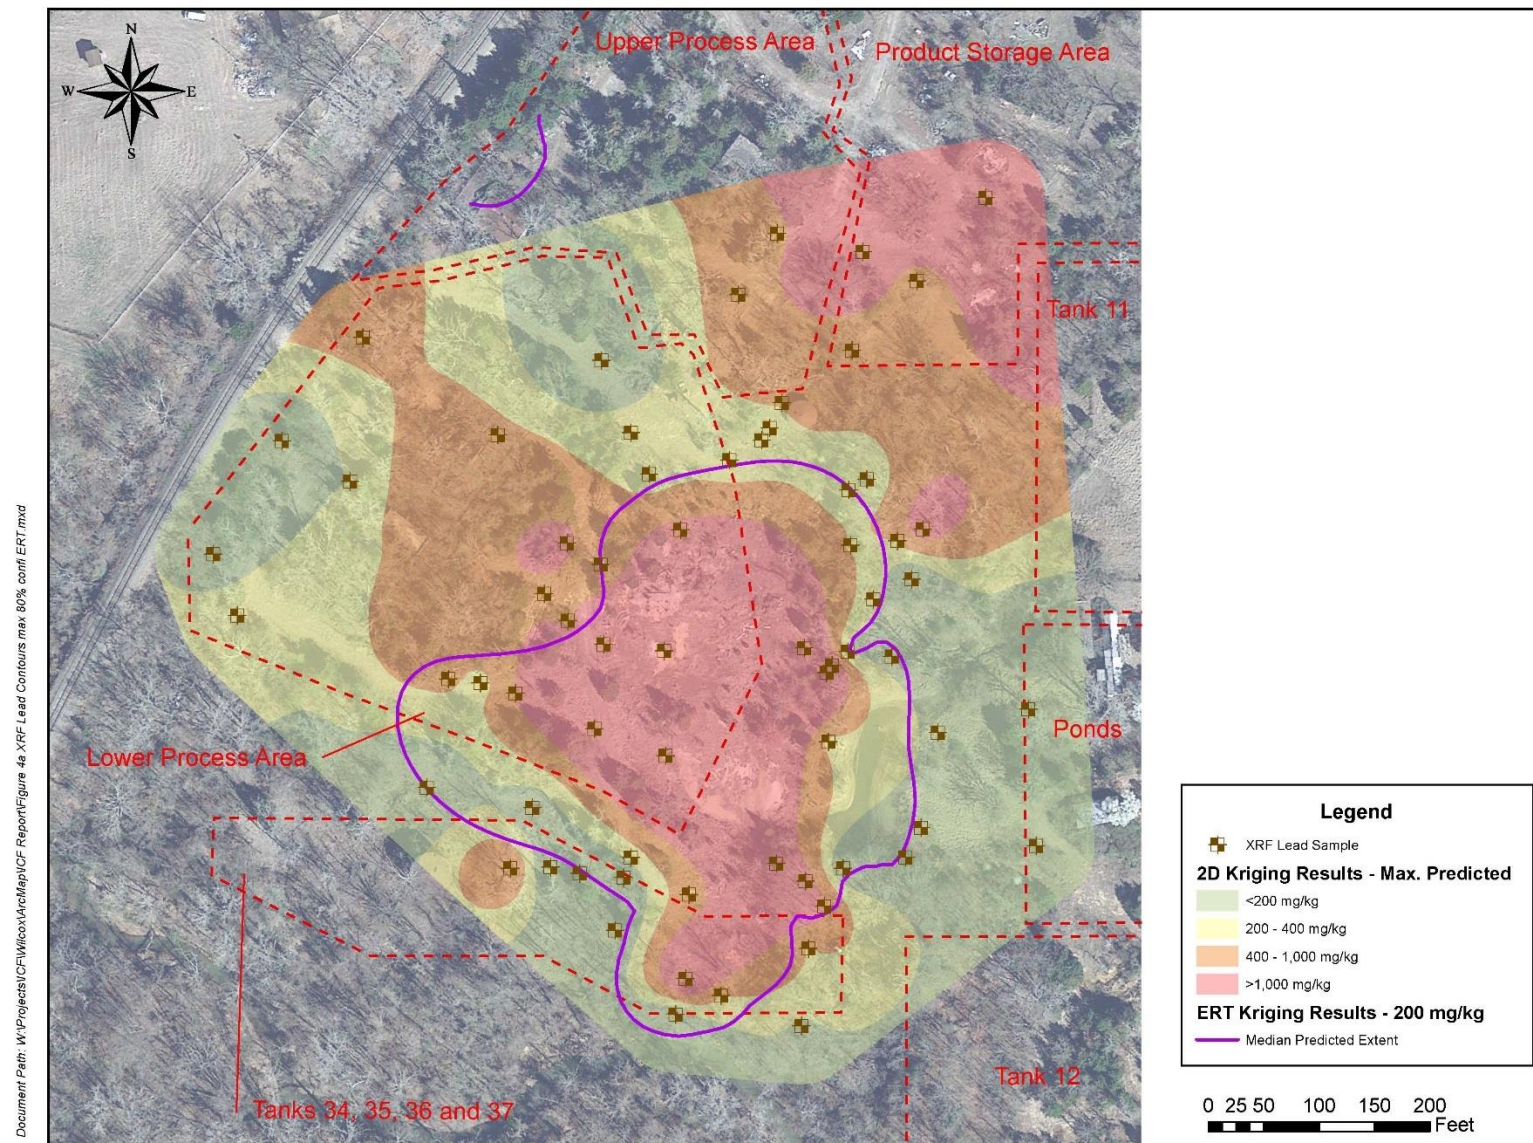 N
W E
S
Upper Process Area
Product Storage Area
Tank 11
Lower Process Area
Ponds
Tank 12
Tanks 34, 35, 36 and 37
Document Path: W:\Projects\ICF\Wilcox\ArcMap\ICF Report\Figure 4a XRF Lead Contours max 80% confi ERT.mxd
Legend
XRF Lead Sample
2D Kriging Results - Max. Predicted
<200 mg/kg
200 - 400 mg/kg
400 - 1,000 mg/kg
>1,000 mg/kg
ERT Kriging Results - 200 mg/kg
Median Predicted Extent
0 25 50 100 150 200
Feet